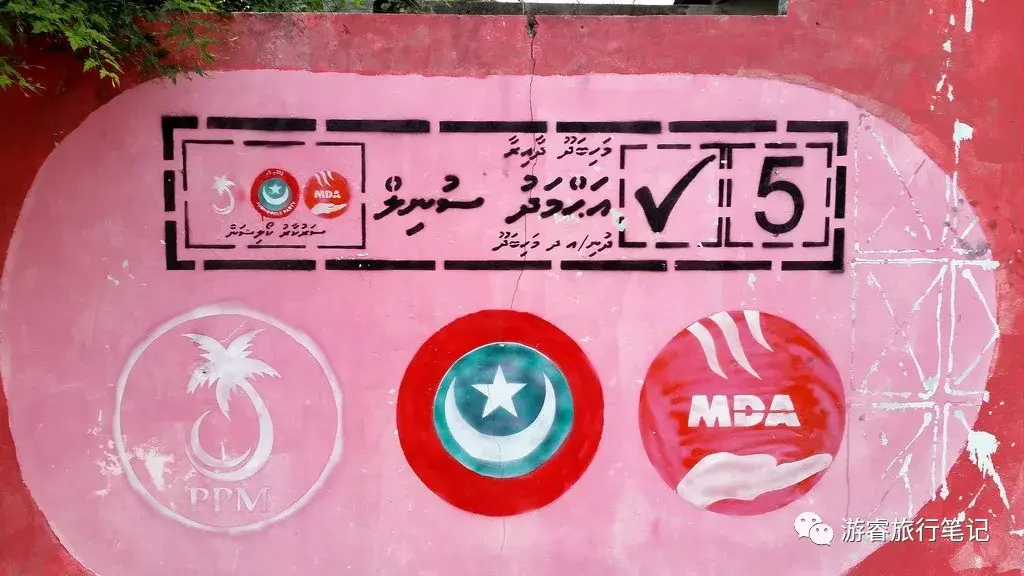 މަހިބަދޫ ދާއިރާ
އަޙްމަދު ސުނިލް
5
ދުނި/އ ދ މަހިބަދޫ
MDA
ސަރުކާރު ކޯލިޝަން
PPM
MDA
游睿旅行笔记